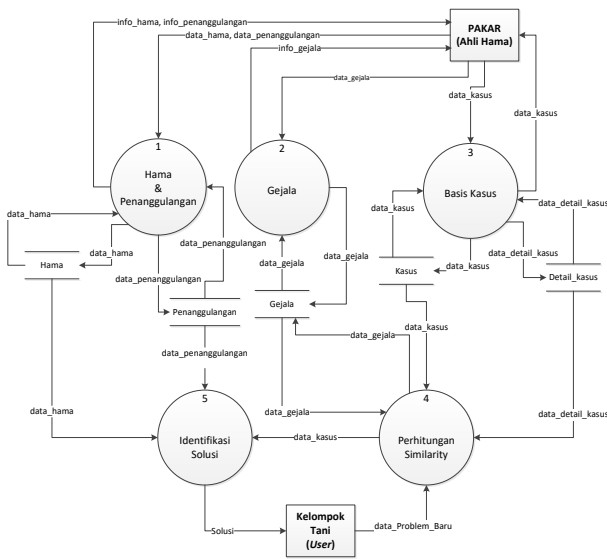 info_hama, info_penanggulangan
PAKAR
(Ahli Hama)
data_hama, data_penanggulangan
info_gejala
data_gejala
data_kasus
data_kasus
1
Hama
&
Penanggulangan
2
Gejala
3
Basis Kasus
data_hama
data_hama
data_penanggulangan
data_kasus
data_detail_kasus
data_gejala
data_gejala
data_detail_kasus
data_kasus
Hama
data_penanggulangan
Kasus
Detail_kasus
Penanggulangan
Gejala
data_kasus
data_gejala
data_penanggulangan
data_hama
data_gejala
data_detail_kasus
5
Identifikasi
Solusi
data_kasus
4
Perhitungan
Similarity
Solusi
Kelompok
Tani
(User)
data_Problem_Baru